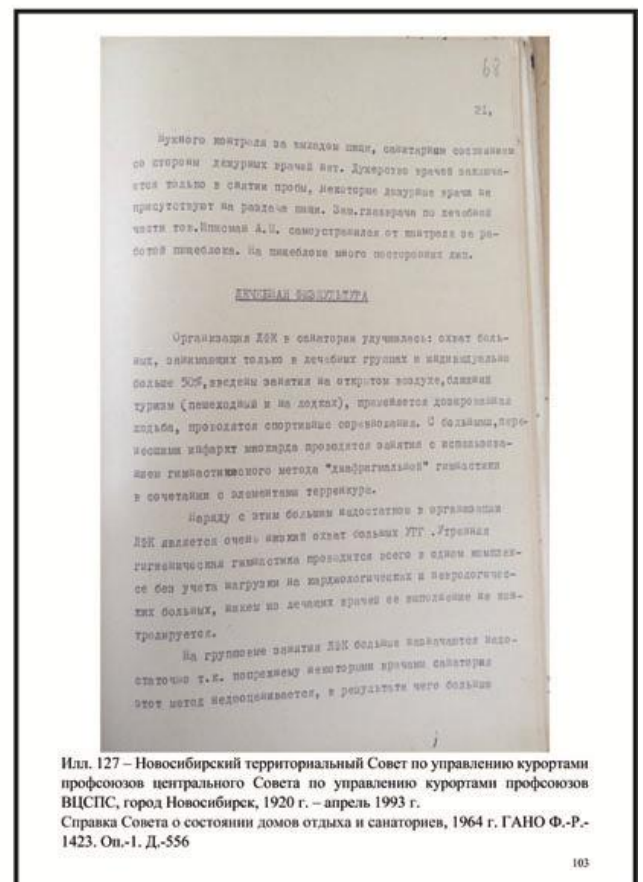 68
21.
Нужного контроля за выходом пищи, санитарным состоянием
со стороны дежурных врачей нет. Дужерство врачей заключа-
ется только в снятии пробы, некоторые дежурные врачи не
присутствуют на раздаче пищи. Зам.главврача по лечебной
части тов. А.И. самоустранился от контроля за ра-
ботой пищеблока. На пищеблоке много посторонних лиц.
ЛЕЧЕБНАЯ ФИЗКУЛЬТУРА
Организация ЛФК в санатории улучшилась: охват боль-
ных, занимающих только в лечебных группах и индивидуально
больше 50%, введены занятия на открытом воздухе, ближний
туризм (пешеходный и на лодках), применяется дозированная
ходьба, проводятся спортивные соревнования. С больными, пере-
несшими инфаркт миокарда проводятся занятия с использова-
нием гимнастического метода "диафрагмальной" гимнастики
в сочетании с элементами терренкура.
Наряду с этим большим недостатков в организации
ЛФК является очень низкий охват больных УГГ. Утренняя
гигиеническая гимнастика проводится всего в одном комплек-
се без учета нагрузки на кардиологических и неврологичес-
ких больных, никем из лечащих врачей ее выполнение не кон-
тролируется.
На групповые занятия ЛФК больные назначаются недо-
статочно т.к. попрежнему некоторыми врачами санатория
этот метод недооценивается, в результате чего больные
Илл. 127 – Новосибирский территориальный Совет по управлению курортами
профсоюзов центрального Совета по управлению курортами профсоюзов
ВЦСПС, город Новосибирск, 1920 г. – апрель 1993 г.
Справка Совета о состоянии домов отдыха и санаториев, 1964 г. ГАНО Ф.-Р.-
1423. Оп.-1. Д.-556
103